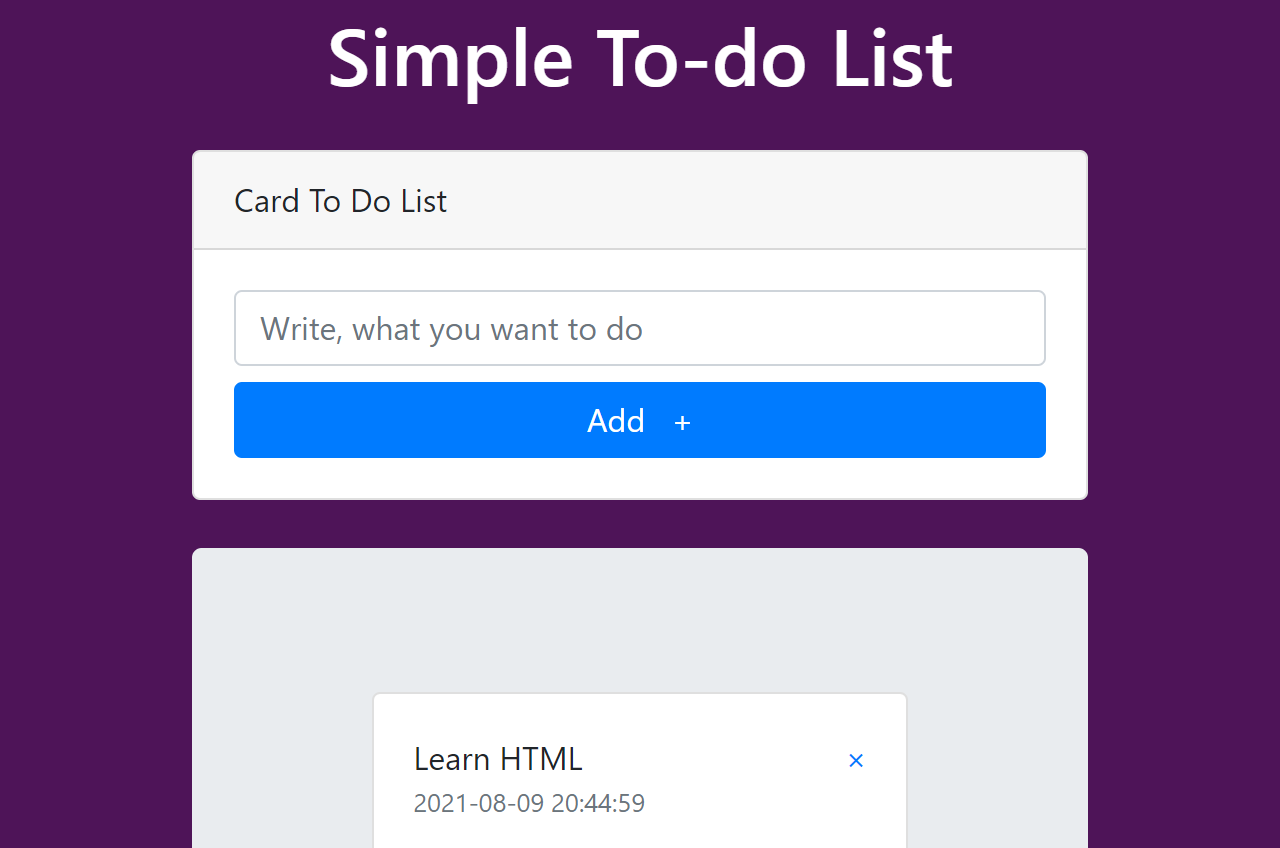 Simple To-do List
Card To Do List
Write, what you want to do
Add +
Learn HTML ×
2021-08-09 20:44:59